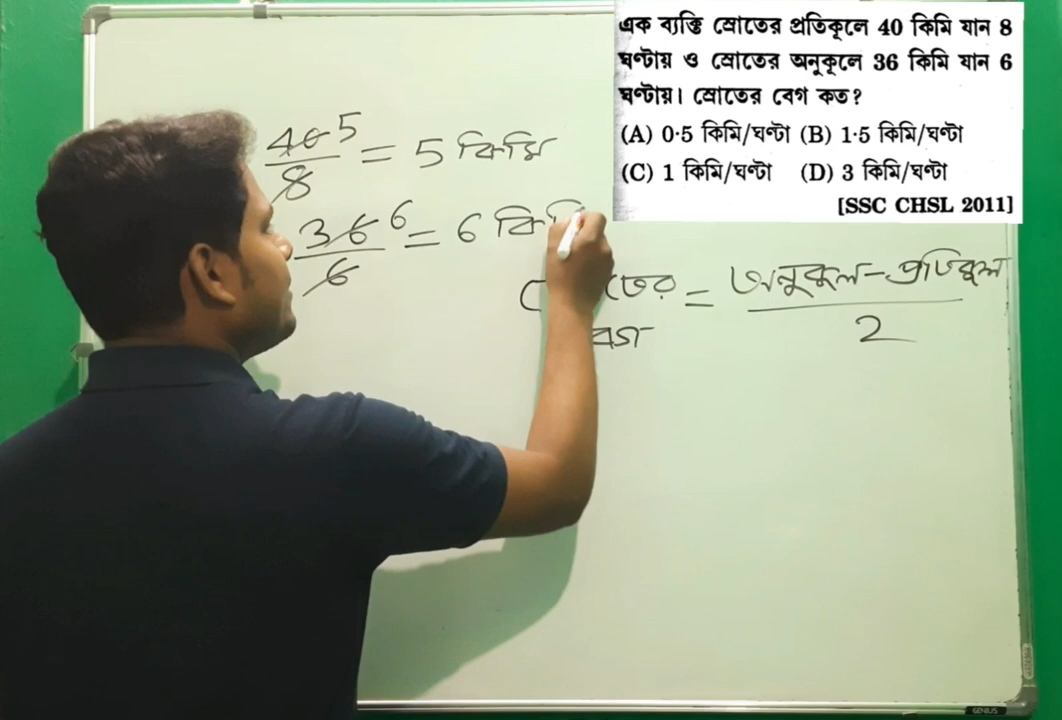 এক ব্যক্তি স্রোতের প্রতিকূলে 40 কিমি যান 8
ঘণ্টায় ও স্রোতের অনুকূলে 36 কিমি যান 6
ঘণ্টায়। স্রোতের বেগ কত?
(A) 0·5 কিমি/ঘণ্টা (B) 1·5 কিমি/ঘণ্টা
(C) 1 কিমি/ঘণ্টা (D) 3 কিমি/ঘণ্টা
[SSC CHSL 2011]
40 5
8 = 5 কিমি
36 6
6 = 6 কি
তের = অনুকুল-প্রতিকুল
2
GENIUS